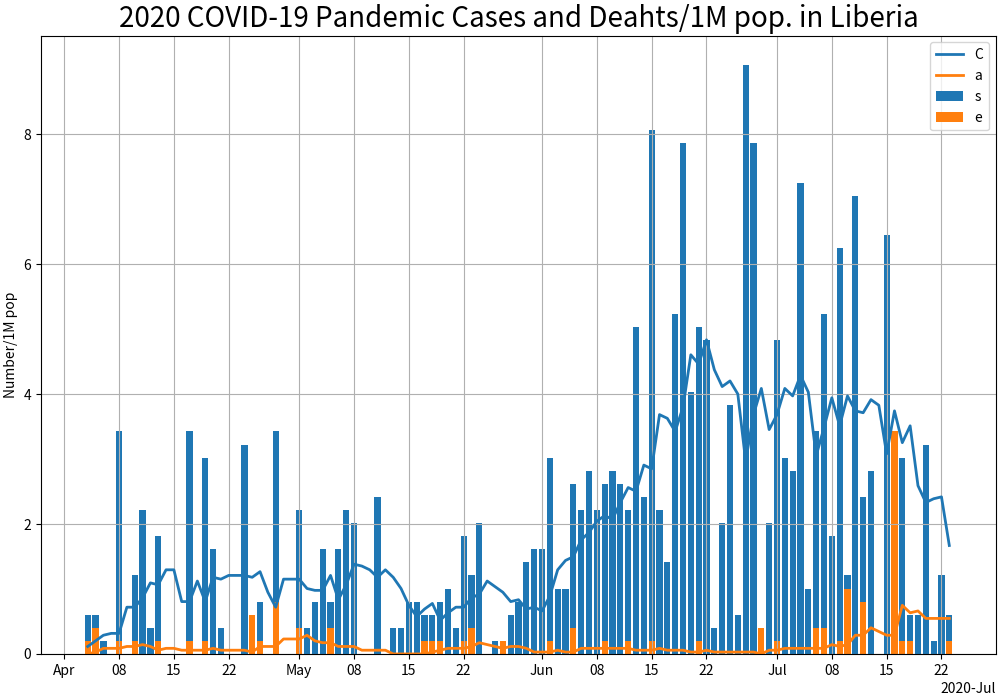 2020 COVID-19 Pandemic Cases and Deahts/1M pop. in Liberia
C
a
s
e
Number/1M pop
8
6
4
2
0
Apr 08 15 22 May 08 15 22 Jun 08 15 22 Jul 08 15 22
2020-Jul